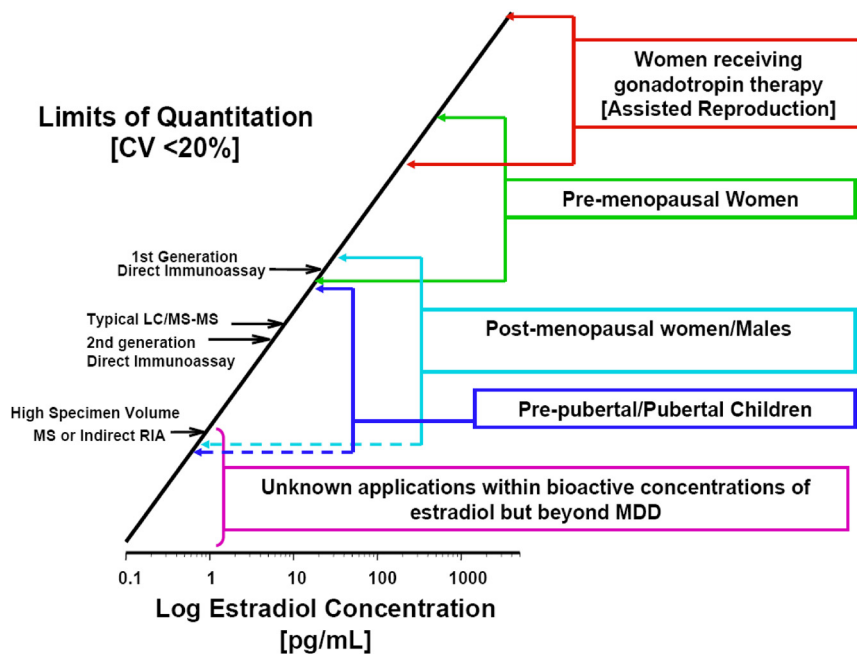 Women receiving
gonadotropin therapy
[Assisted Reproduction]
Limits of Quantitation
[CV <20%]
Pre-menopausal Women
1st Generation
Direct Immunoassay
Typical LC/MS-MS
2nd generation
Direct Immunoassay
Post-menopausal women/Males
Pre-pubertal/Pubertal Children
High Specimen Volume
MS or Indirect RIA
Unknown applications within bioactive concentrations of
estradiol but beyond MDD
0.1 1 10 100 1000
Log Estradiol Concentration
[pg/mL]